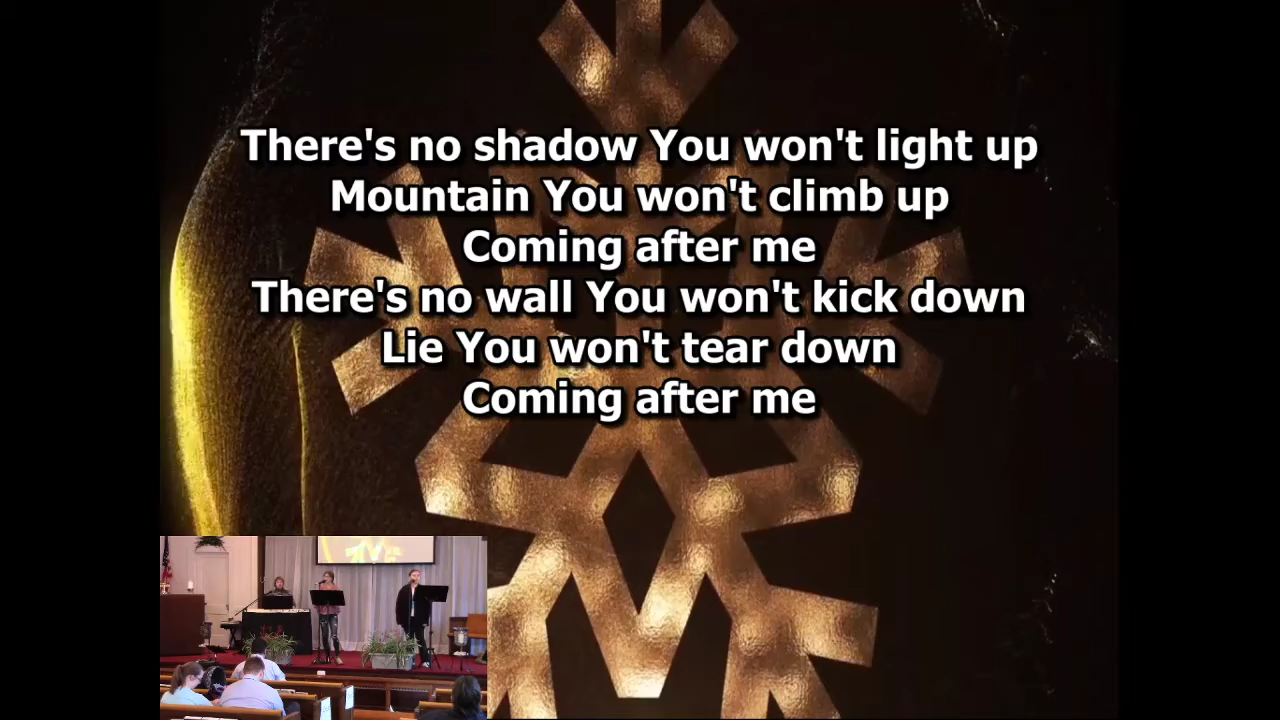 There's no shadow You won't light up
Mountain You won't climb up
Coming after me
There's no wall You won't kick down
Lie You won't tear down
Coming after me